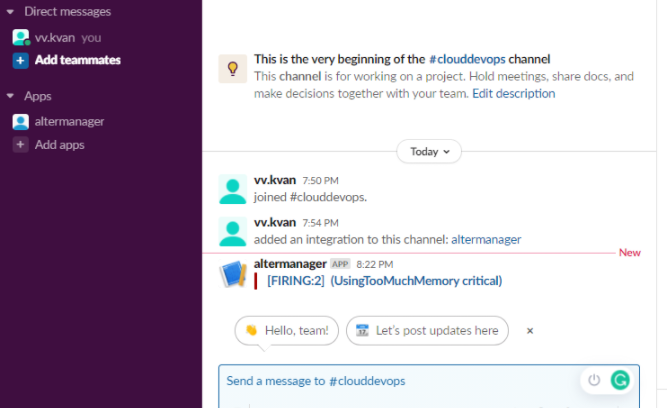 Direct messages
vv.kvan you
Add teammates
Apps
altermanager
Add apps
This is the very beginning of the #clouddevops channel
This channel is for working on a project. Hold meetings, share docs, and
make decisions together with your team. Edit description
Today
vv.kvan 7:50 PM
joined #clouddevops.
vv.kvan 7:54 PM
added an integration to this channel: altermanager
New
altermanager APP 8:22 PM
[FIRING:2] (UsingTooMuchMemory critical)
Hello, team!
Let's post updates here
Send a message to #clouddevops